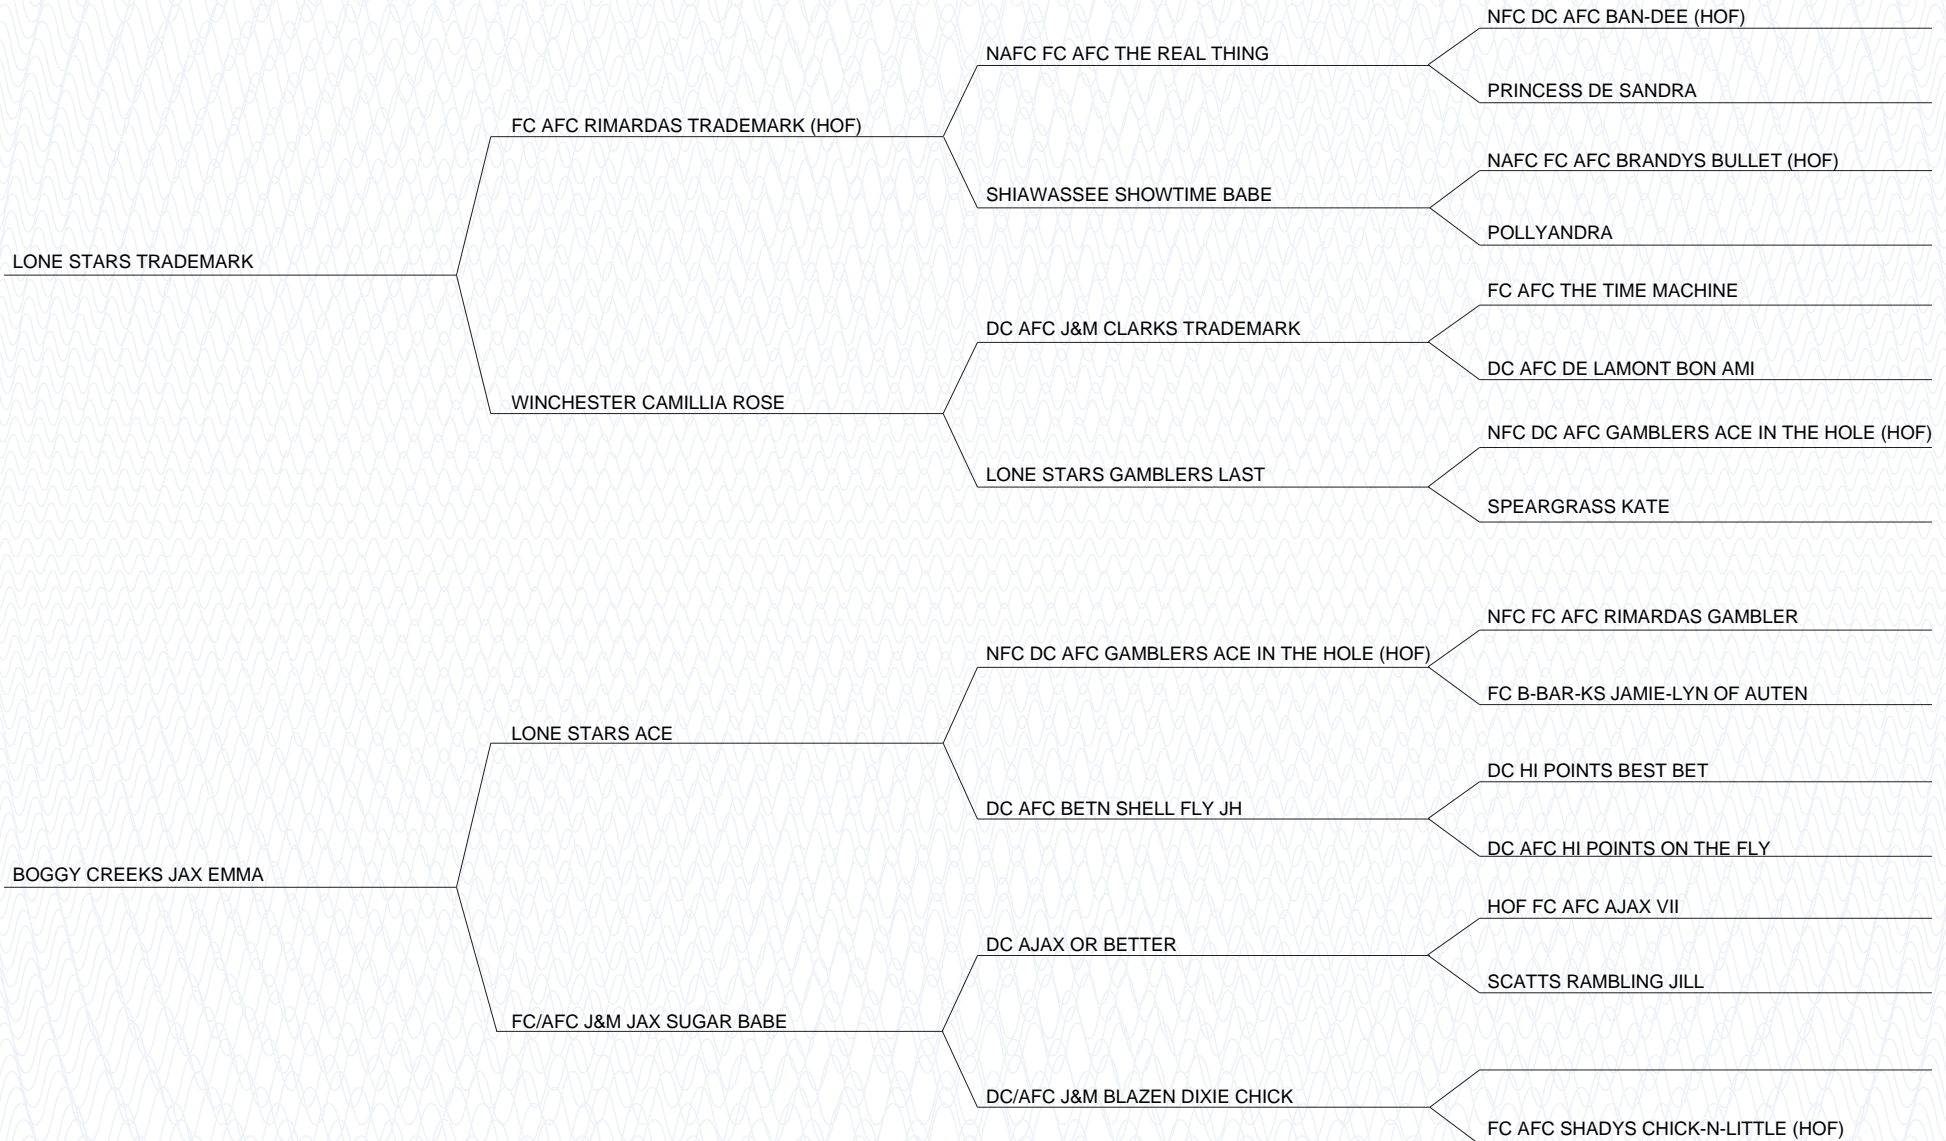 NFC DC AFC BAN-DEE (HOF)
NAFC FC AFC THE REAL THING
PRINCESS DE SANDRA
FC AFC RIMARDAS TRADEMARK (HOF)
NAFC FC AFC BRANDYS BULLET (HOF)
SHIAWASSEE SHOWTIME BABE
POLLYANDRA
LONE STARS TRADEMARK
FC AFC THE TIME MACHINE
DC AFC J&M CLARKS TRADEMARK
DC AFC DE LAMONT BON AMI
WINCHESTER CAMILLIA ROSE
NFC DC AFC GAMBLERS ACE IN THE HOLE (HOF)
LONE STARS GAMBLERS LAST
SPEARGRASS KATE
NFC FC AFC RIMARDAS GAMBLER
NFC DC AFC GAMBLERS ACE IN THE HOLE (HOF)
FC B-BAR-KS JAMIE-LYN OF AUTEN
LONE STARS ACE
DC HI POINTS BEST BET
DC AFC BETN SHELL FLY JH
DC AFC HI POINTS ON THE FLY
BOGGY CREEKS JAX EMMA
HOF FC AFC AJAX VII
DC AJAX OR BETTER
SCATTS RAMBLING JILL
FC/AFC J&M JAX SUGAR BABE
DC/AFC J&M BLAZEN DIXIE CHICK
FC AFC SHADYS CHICK-N-LITTLE (HOF)